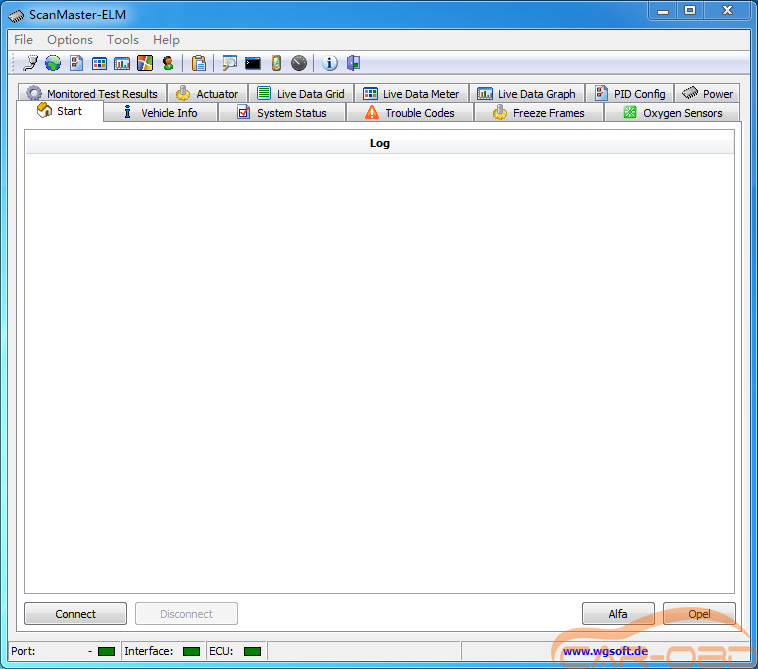 ScanMaster-ELM
File Options Tools Help
Monitored Test Results Actuator Live Data Grid Live Data Meter Live Data Graph PID Config Power
Start Vehicle Info System Status Trouble Codes Freeze Frames Oxygen Sensors
Log
Connect Disconnect Alfa Opel
Port: - Interface: ECU: www.wgsoft.de
CAR-OBD